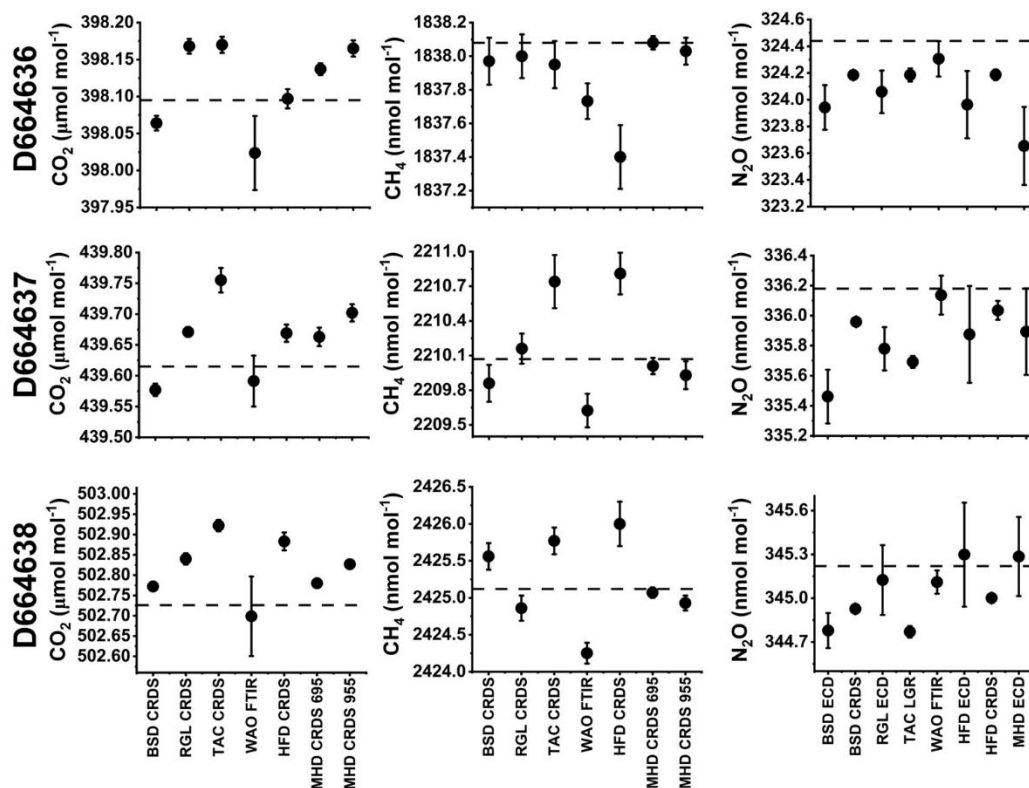 D664636
CO₂ (μmol mol⁻¹)
398.20
398.15
398.10
398.05
398.00
397.95
CH₄ (nmol mol⁻¹)
1838.2
1838.0
1837.8
1837.6
1837.4
1837.2
N₂O (nmol mol⁻¹)
324.6
324.4
324.2
324.0
323.8
323.6
323.4
323.2
D664637
CO₂ (μmol mol⁻¹)
439.80
439.75
439.70
439.65
439.60
439.55
439.50
CH₄ (nmol mol⁻¹)
2211.0
2210.7
2210.4
2210.1
2209.8
2209.5
N₂O (nmol mol⁻¹)
336.4
336.2
336.0
335.8
335.6
335.4
335.2
D664638
CO₂ (μmol mol⁻¹)
503.00
502.95
502.90
502.85
502.80
502.75
502.70
502.65
502.60
CH₄ (nmol mol⁻¹)
2426.5
2426.0
2425.5
2425.0
2424.5
2424.0
N₂O (nmol mol⁻¹)
345.6
345.3
345.0
344.7
BSD CRDS
RGL CRDS
TAC CRDS
WAO FTIR
HFD CRDS
MHD CRDS 695
MHD CRDS 955
BSD CRDS
RGL CRDS
TAC CRDS
WAO FTIR
HFD CRDS
MHD CRDS 695
MHD CRDS 955
BSD ECD
BSD CRDS
RGL ECD
TAC LGR
WAO FTIR
HFD ECD
HFD CRDS
MHD ECD